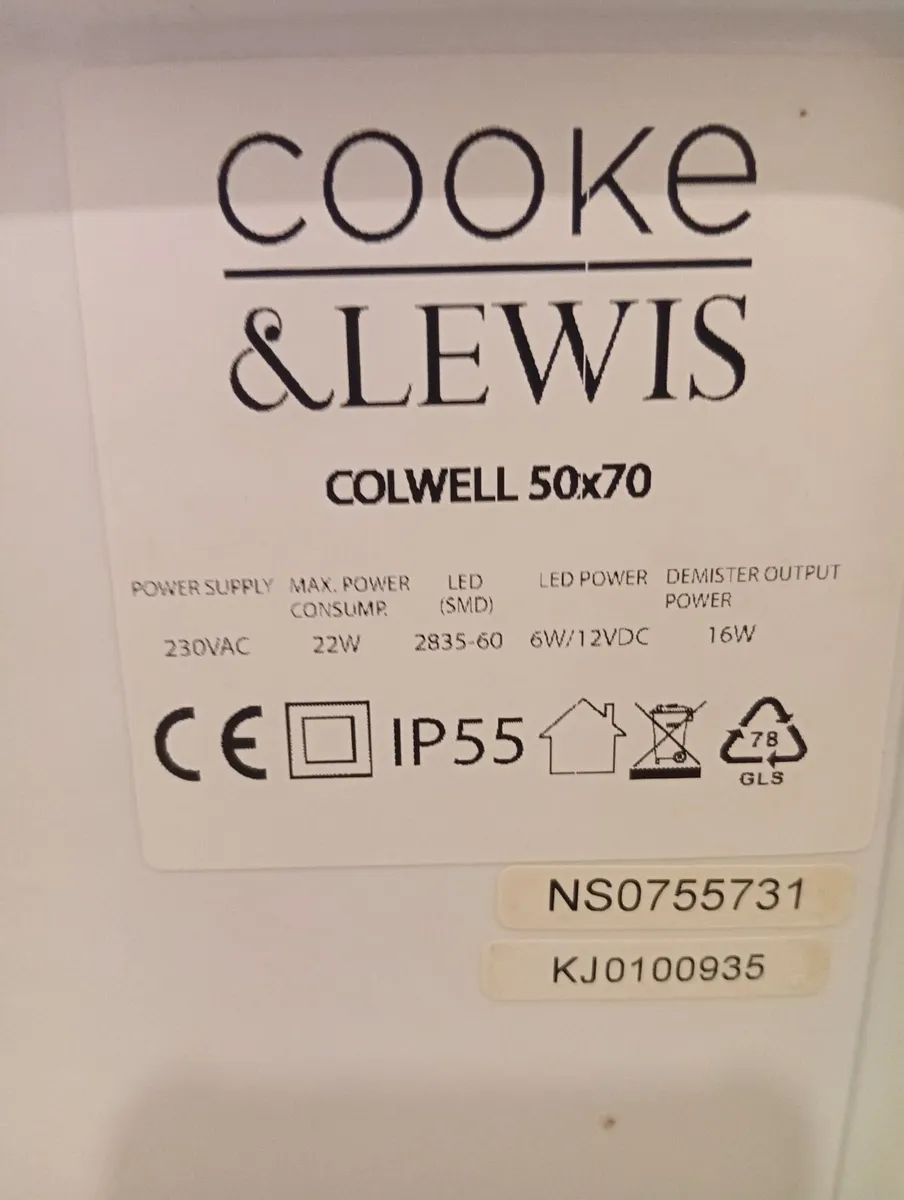 COOKE
&LEWIS
COLWELL 50x70
POWER SUPPLY MAX. POWER CONSUMP. LED (SMD) LED POWER DEMISTER OUTPUT POWER
230VAC 22W 2835-60 6W/12VDC 16W
CE IP55 78
GLS
NS0755731
KJ0100935